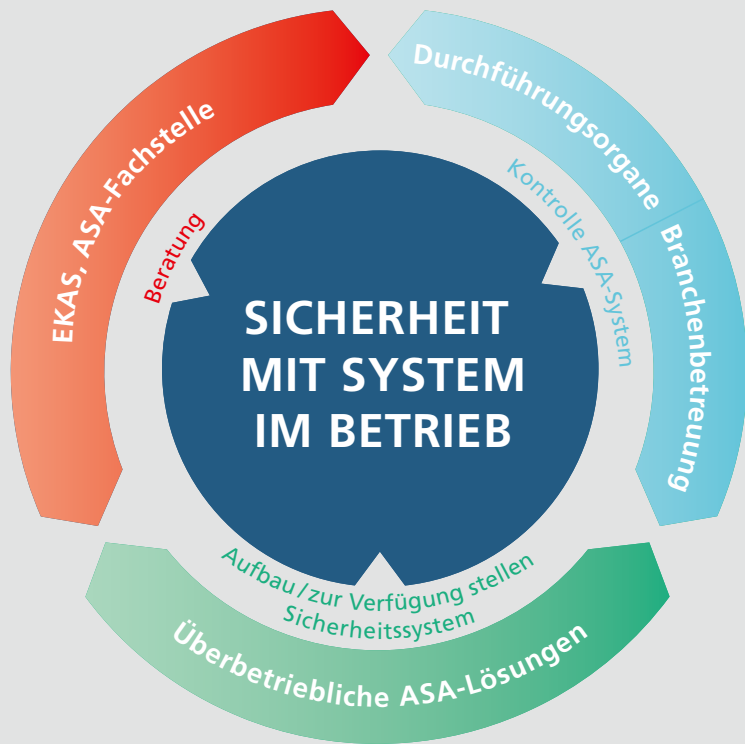 EKAS, ASA-Fachstelle
Beratung
Durchführungsorgane
Branchenbetreuung
Kontrolle ASA-System
SICHERHEIT
MIT SYSTEM
IM BETRIEB
Aufbau/zur Verfügung stellen
Sicherheitssystem
Überbetriebliche ASA-Lösungen